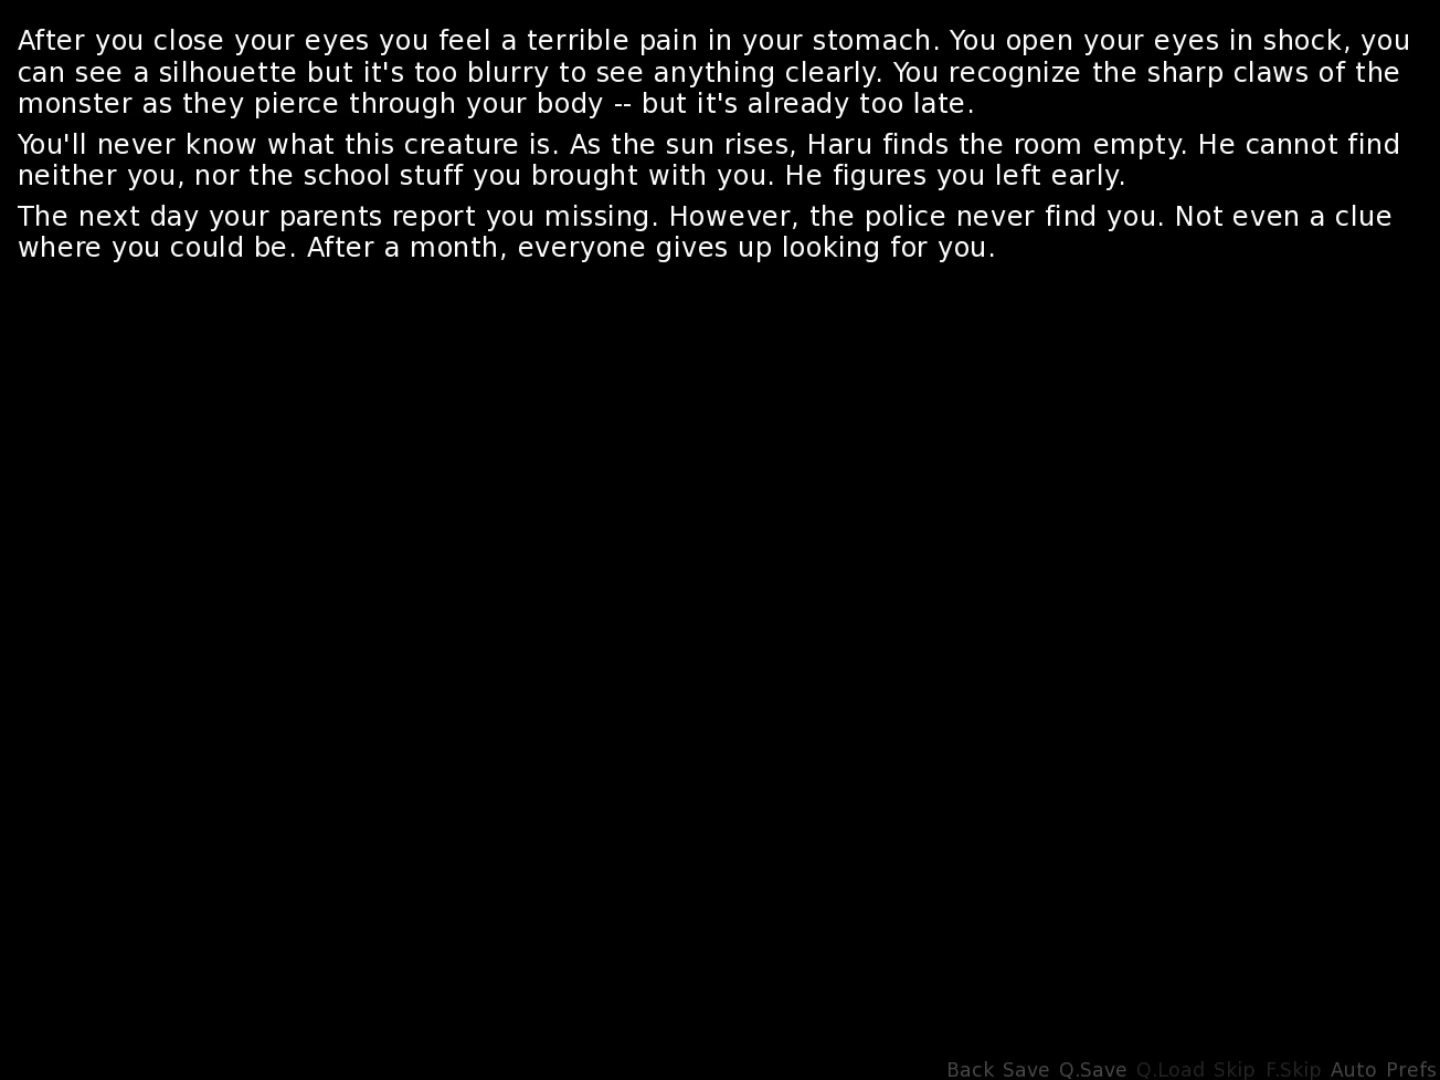 After you close your eyes you feel a terrible pain in your stomach. You open your eyes in shock, you
can see a silhouette but it's too blurry to see anything clearly. You recognize the sharp claws of the
monster as they pierce through your body -- but it's already too late.
You'll never know what this creature is. As the sun rises, Haru finds the room empty. He cannot find
neither you, nor the school stuff you brought with you. He figures you left early.
The next day your parents report you missing. However, the police never find you. Not even a clue
where you could be. After a month, everyone gives up looking for you.
Back Save Q.Save Q.Load Skip F.Skip Auto Prefs